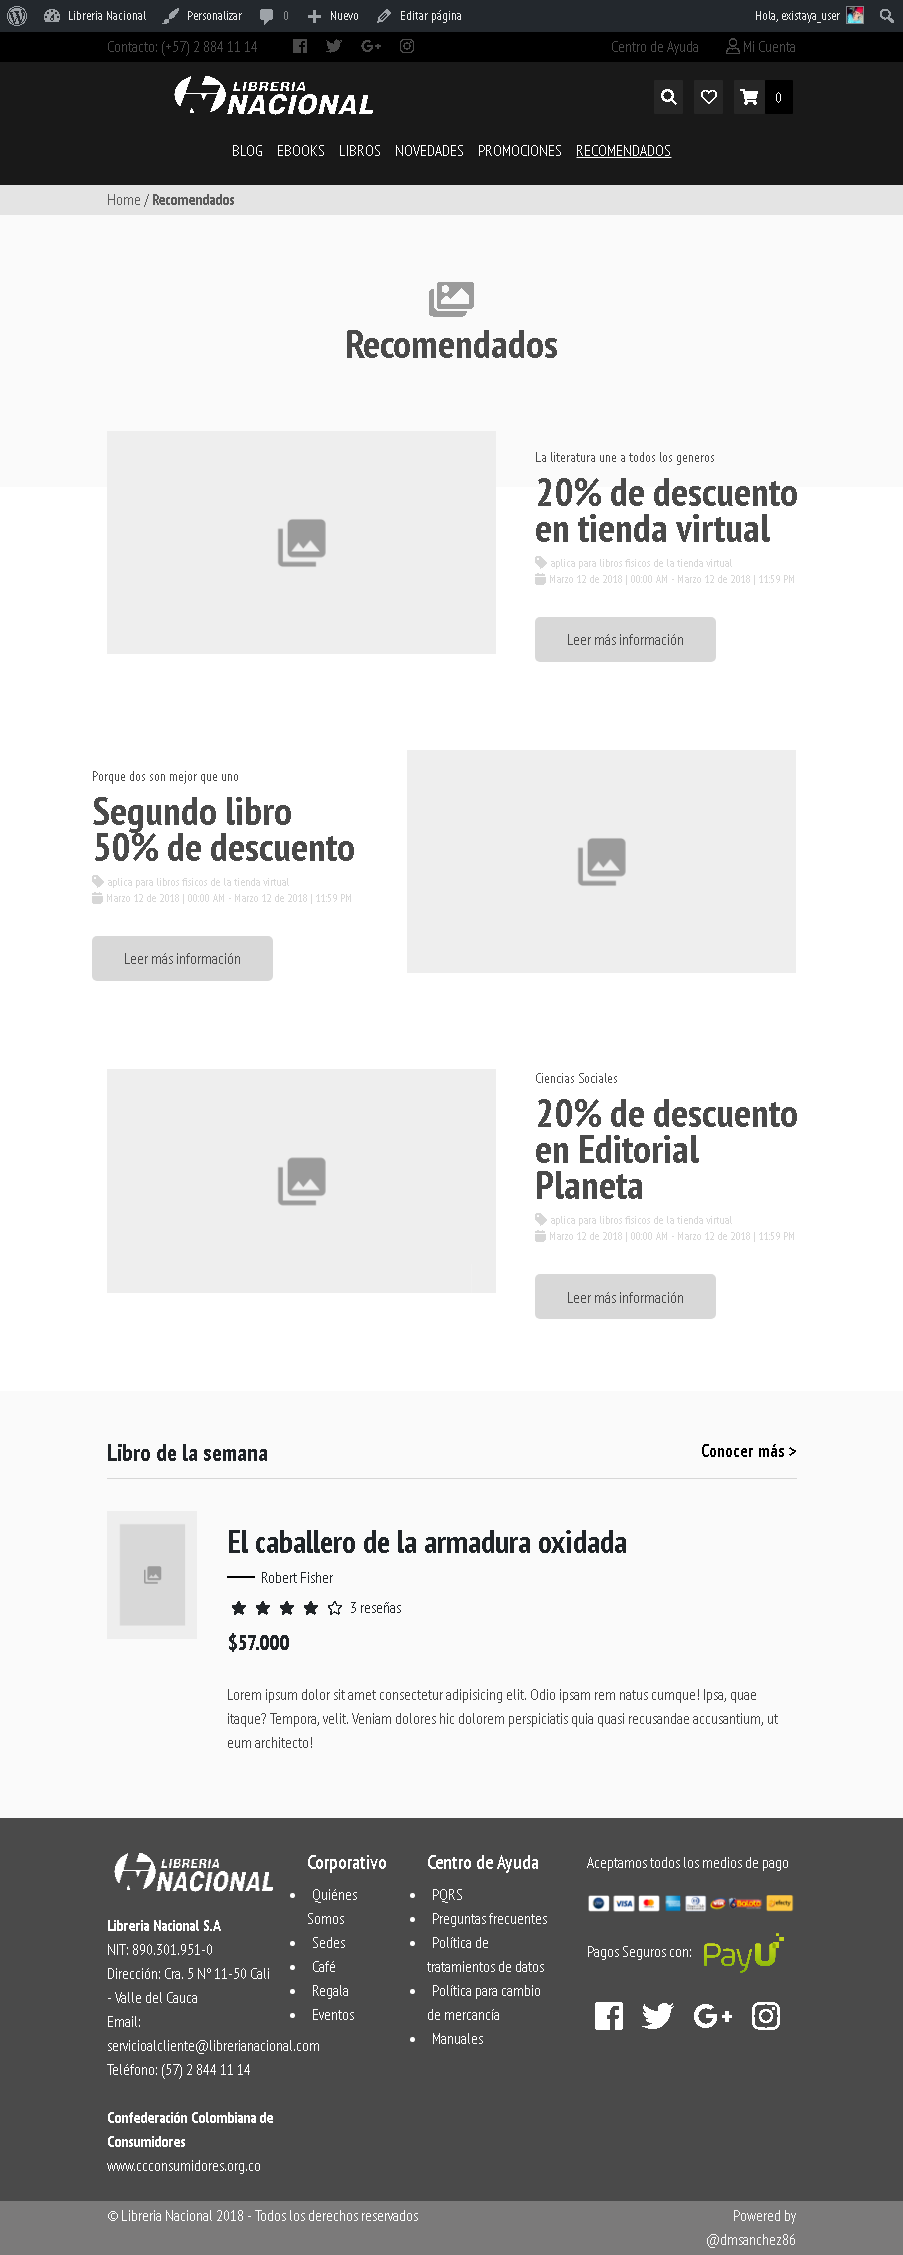 Libreria Nacional Personalizar 0 Nuevo Editar página Hola, existaya_user
Contacto: (+57) 2 884 11 14 Centro de Ayuda Mi Cuenta
LIBRERIA
NACIONAL
0
BLOG EBOOKS LIBROS NOVEDADES PROMOCIONES RECOMENDADOS
Home / Recomendados
Recomendados
La literatura une a todos los generos
20% de descuento
en tienda virtual
aplica para libros fisicos de la tienda virtual
Marzo 12 de 2018 | 00:00 AM - Marzo 12 de 2018 | 11:59 PM
Leer más información
Porque dos son mejor que uno
Segundo libro
50% de descuento
aplica para libros fisicos de la tienda virtual
Marzo 12 de 2018 | 00:00 AM - Marzo 12 de 2018 | 11:59 PM
Leer más información
Ciencias Sociales
20% de descuento
en Editorial
Planeta
aplica para libros fisicos de la tienda virtual
Marzo 12 de 2018 | 00:00 AM - Marzo 12 de 2018 | 11:59 PM
Leer más información
Libro de la semana Conocer más >
El caballero de la armadura oxidada
Robert Fisher
3 reseñas
$57.000
Lorem ipsum dolor sit amet consectetur adipisicing elit. Odio ipsam rem natus cumque! Ipsa, quae
itaque? Tempora, velit. Veniam dolores hic dolorem perspiciatis quia quasi recusandae accusantium, ut
eum architecto!
LIBRERIA
NACIONAL
Libreria Nacional S.A
NIT: 890.301.951-0
Dirección: Cra. 5 Nº 11-50 Cali
- Valle del Cauca
Email:
servicioalcliente@librerianacional.com
Teléfono: (57) 2 844 11 14
Confederación Colombiana de
Consumidores
www.ccconsumidores.org.co
Corporativo
Quiénes
Somos
Sedes
Café
Regala
Eventos
Centro de Ayuda
PQRS
Preguntas frecuentes
Política de
tratamientos de datos
Política para cambio
de mercancía
Manuales
Aceptamos todos los medios de pago
VISA
Pagos Seguros con: PayU
© Libreria Nacional 2018 - Todos los derechos reservados
Powered by
@dmsanchez86